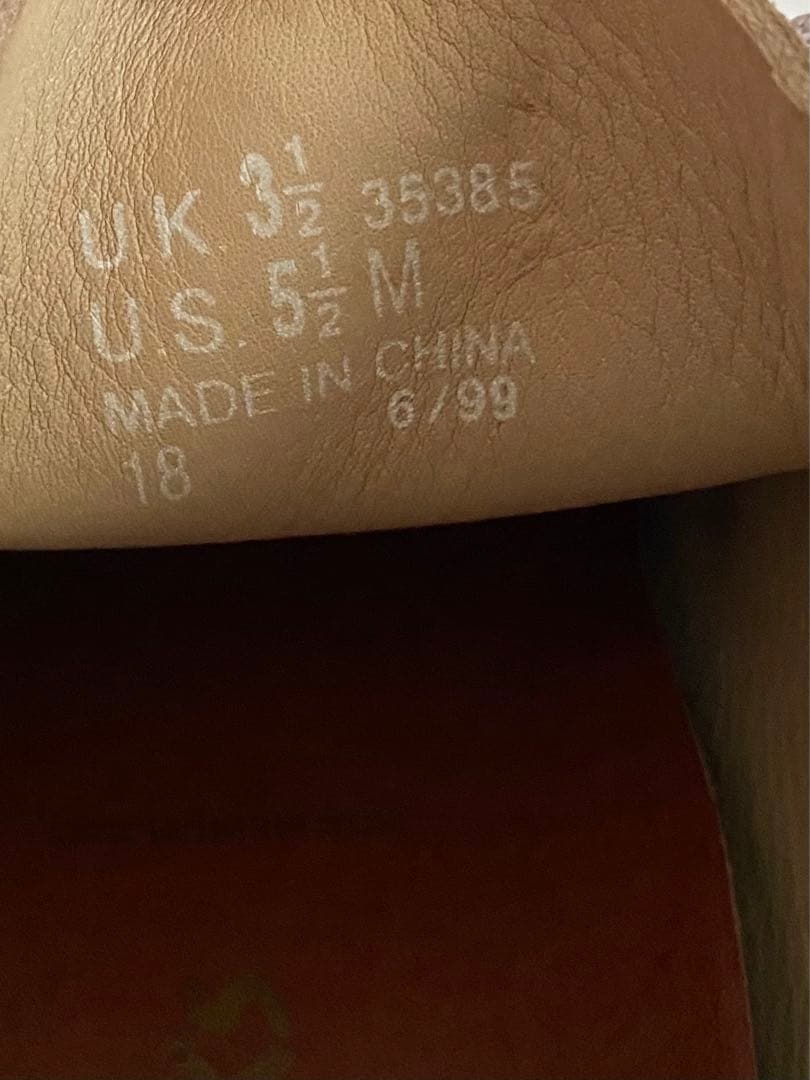 UK 3½ 35385
U.S. 5½ M
MADE IN CHINA
6/99
18